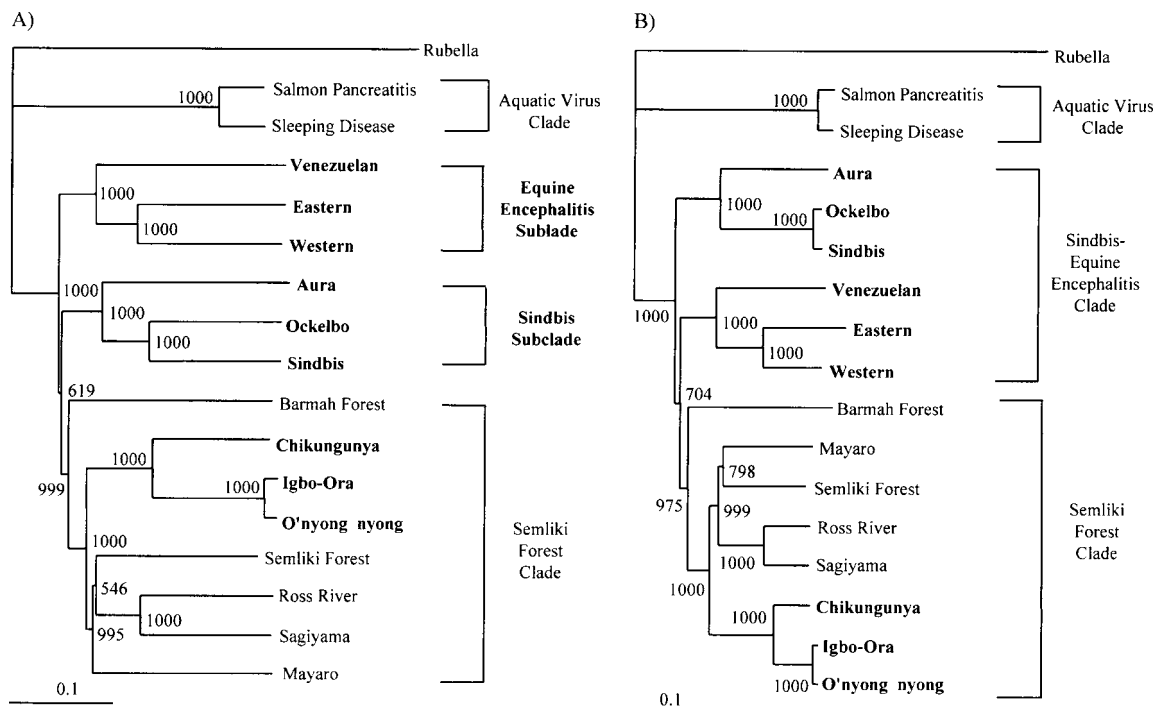 A)
Rubella
1000
Salmon Pancreatitis
Sleeping Disease
Aquatic Virus
Clade
Venezuelan
1000
Eastern
1000
Western
Equine
Encephalitis
Sublade
1000
Aura
1000
Ockelbo
1000
Sindbis
Sindbis
Subclade
619
Barmah Forest
Chikungunya
1000
Igbo-Ora
1000
999
O'nyong nyong
1000
Semliki Forest
546
Ross River
1000
995
Sagiyama
Mayaro
Semliki
Forest
Clade
0.1
B)
Rubella
1000
Salmon Pancreatitis
Sleeping Disease
Aquatic Virus
Clade
Aura
1000
Ockelbo
1000
Sindbis
Venezuelan
1000
1000
Eastern
1000
Western
Sindbis-
Equine
Encephalitis
Clade
704
Barmah Forest
Mayaro
798
Semliki Forest
975
999
Ross River
1000
Sagiyama
1000
Chikungunya
1000
Igbo-Ora
1000
O'nyong nyong
Semliki
Forest
Clade
0.1